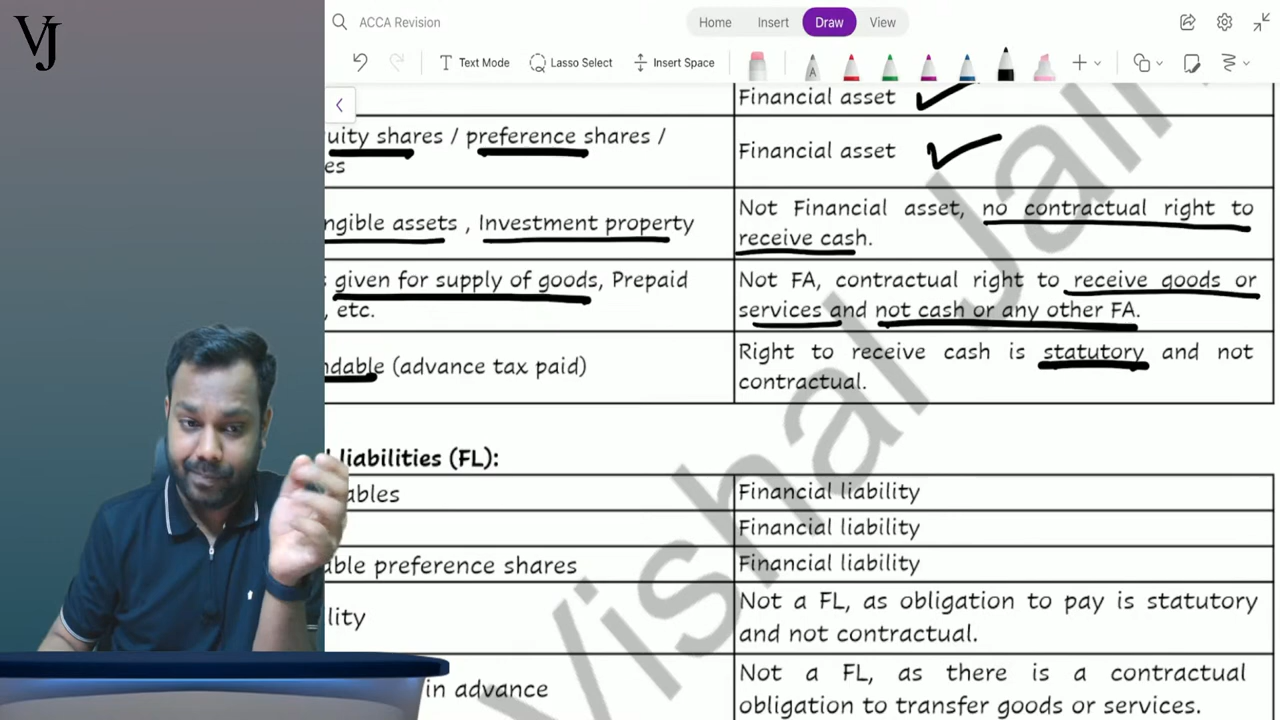 VJ
ACCA Revision
Home Insert Draw View
Text Mode Lasso Select Insert Space
Financial asset
uity shares / preference shares /
es
Financial asset
ngible assets , Investment property
Not Financial asset, no contractual right to
receive cash.
given for supply of goods, Prepaid
, etc.
Not FA, contractual right to receive goods or
services and not cash or any other FA.
ndable (advance tax paid)
Right to receive cash is statutory and not
contractual.
liabilities (FL):
ables
Financial liability
Financial liability
able preference shares
Financial liability
lity
Not a FL, as obligation to pay is statutory
and not contractual.
in advance
Not a FL, as there is a contractual
obligation to transfer goods or services.
Vishal Jain